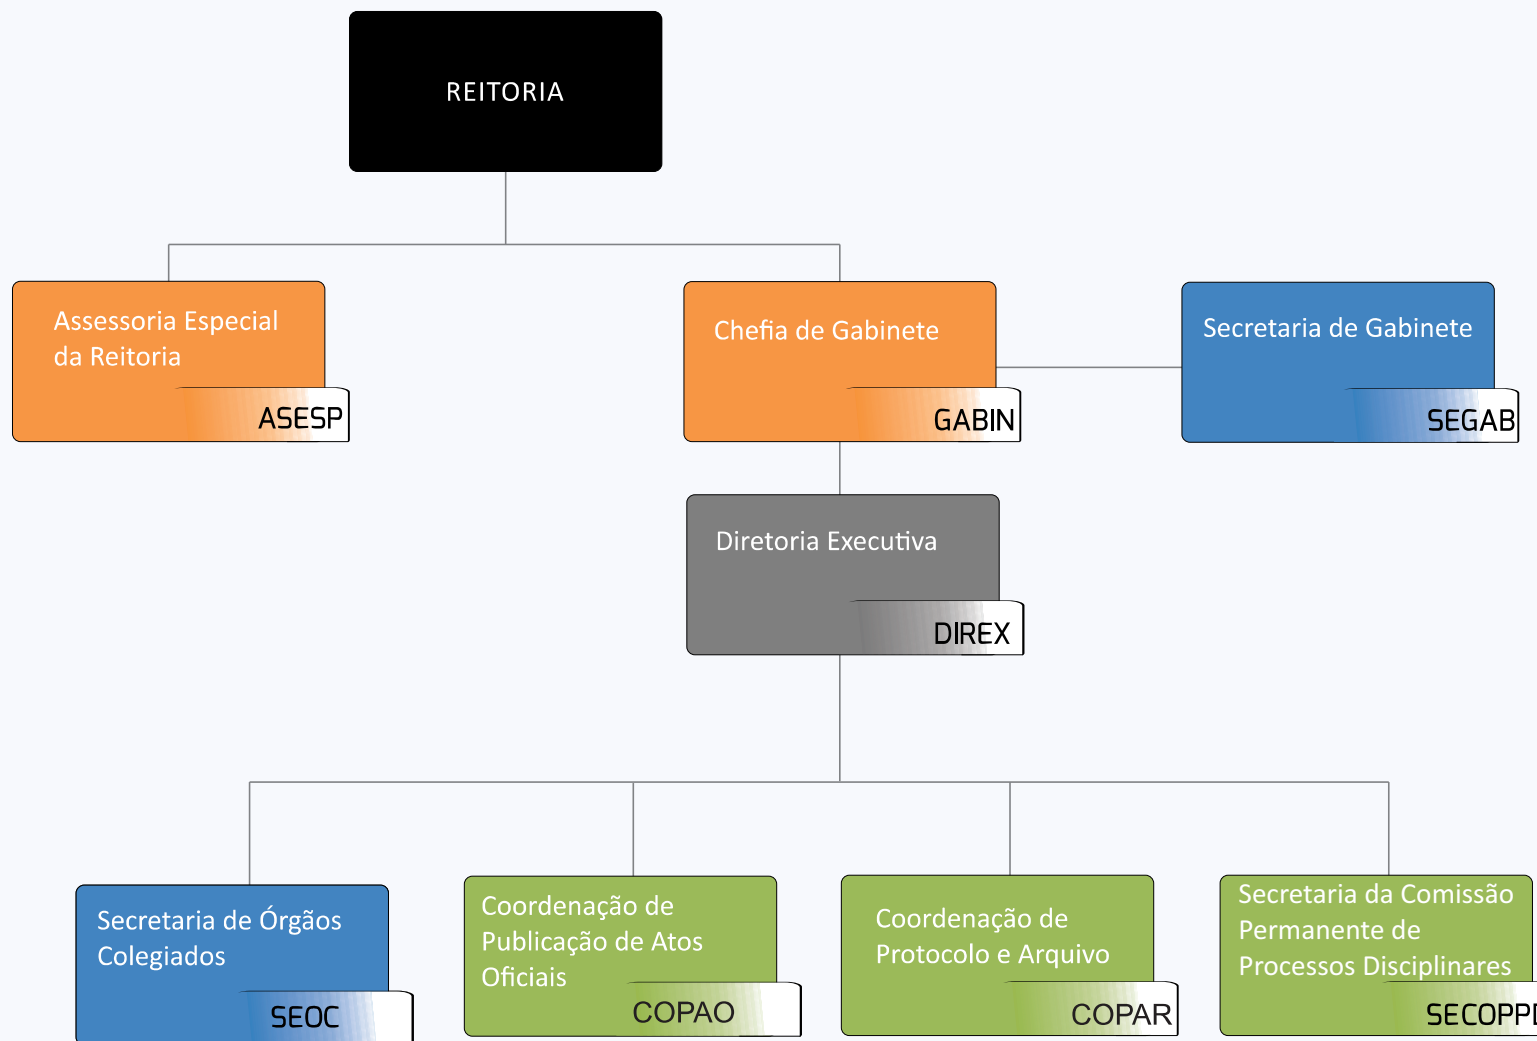 REITORIA
Assessoria Especial
da Reitoria
ASESP
Chefia de Gabinete
GABIN
Secretaria de Gabinete
SEGAB
Diretoria Executiva
DIREX
Secretaria de Órgãos
Colegiados
SEOC
Coordenação de
Publicação de Atos
Oficiais
COPAO
Coordenação de
Protocolo e Arquivo
COPAR
Secretaria da Comissão
Permanente de
Processos Disciplinares
SECOPPD